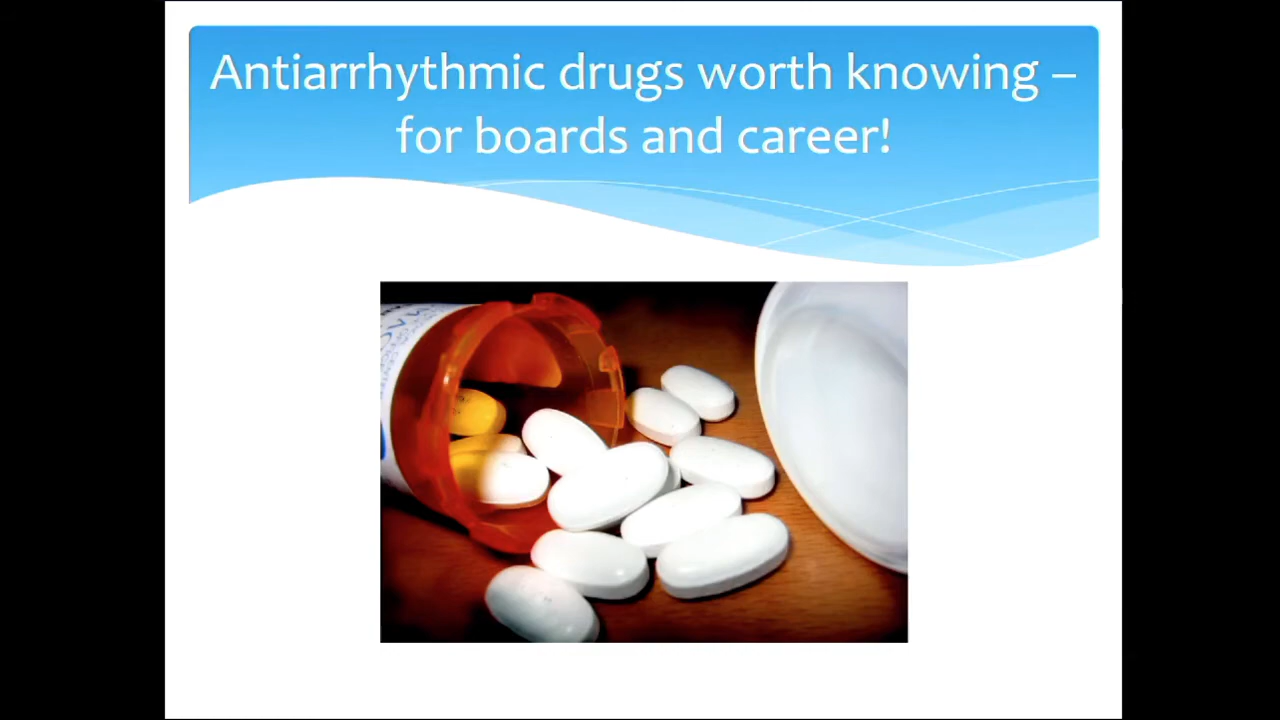 Antiarrhythmic drugs worth knowing –
for boards and career!